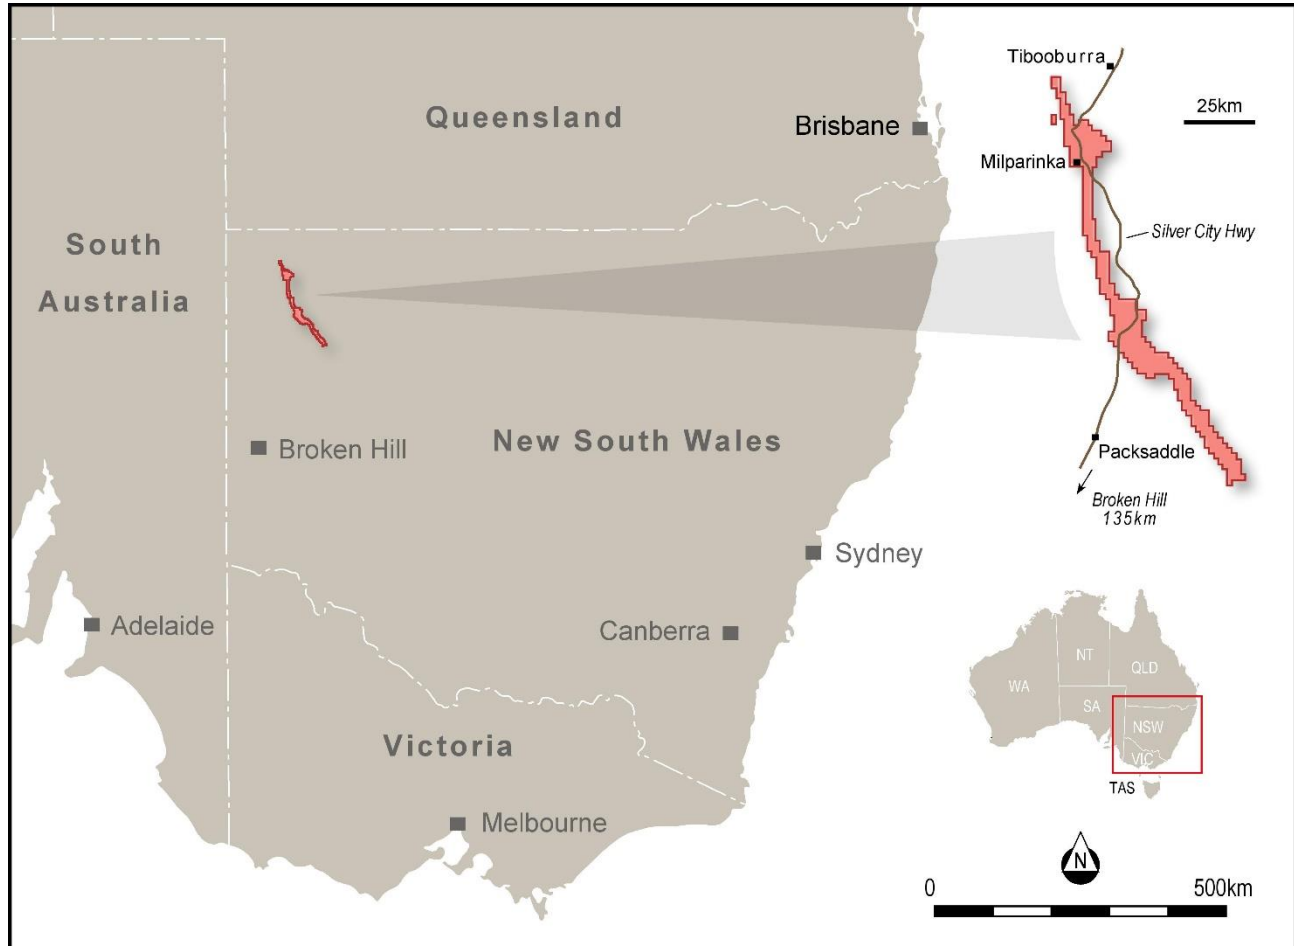 Queensland
Brisbane
South
Australia
Broken Hill
New South Wales
Sydney
Adelaide
Canberra
Victoria
Melbourne
Tibooburra
25km
Milparinka
Silver City Hwy
Packsaddle
Broken Hill
135km
NT
QLD
WA
SA
NSW
VIC
TAS
N
0 500km